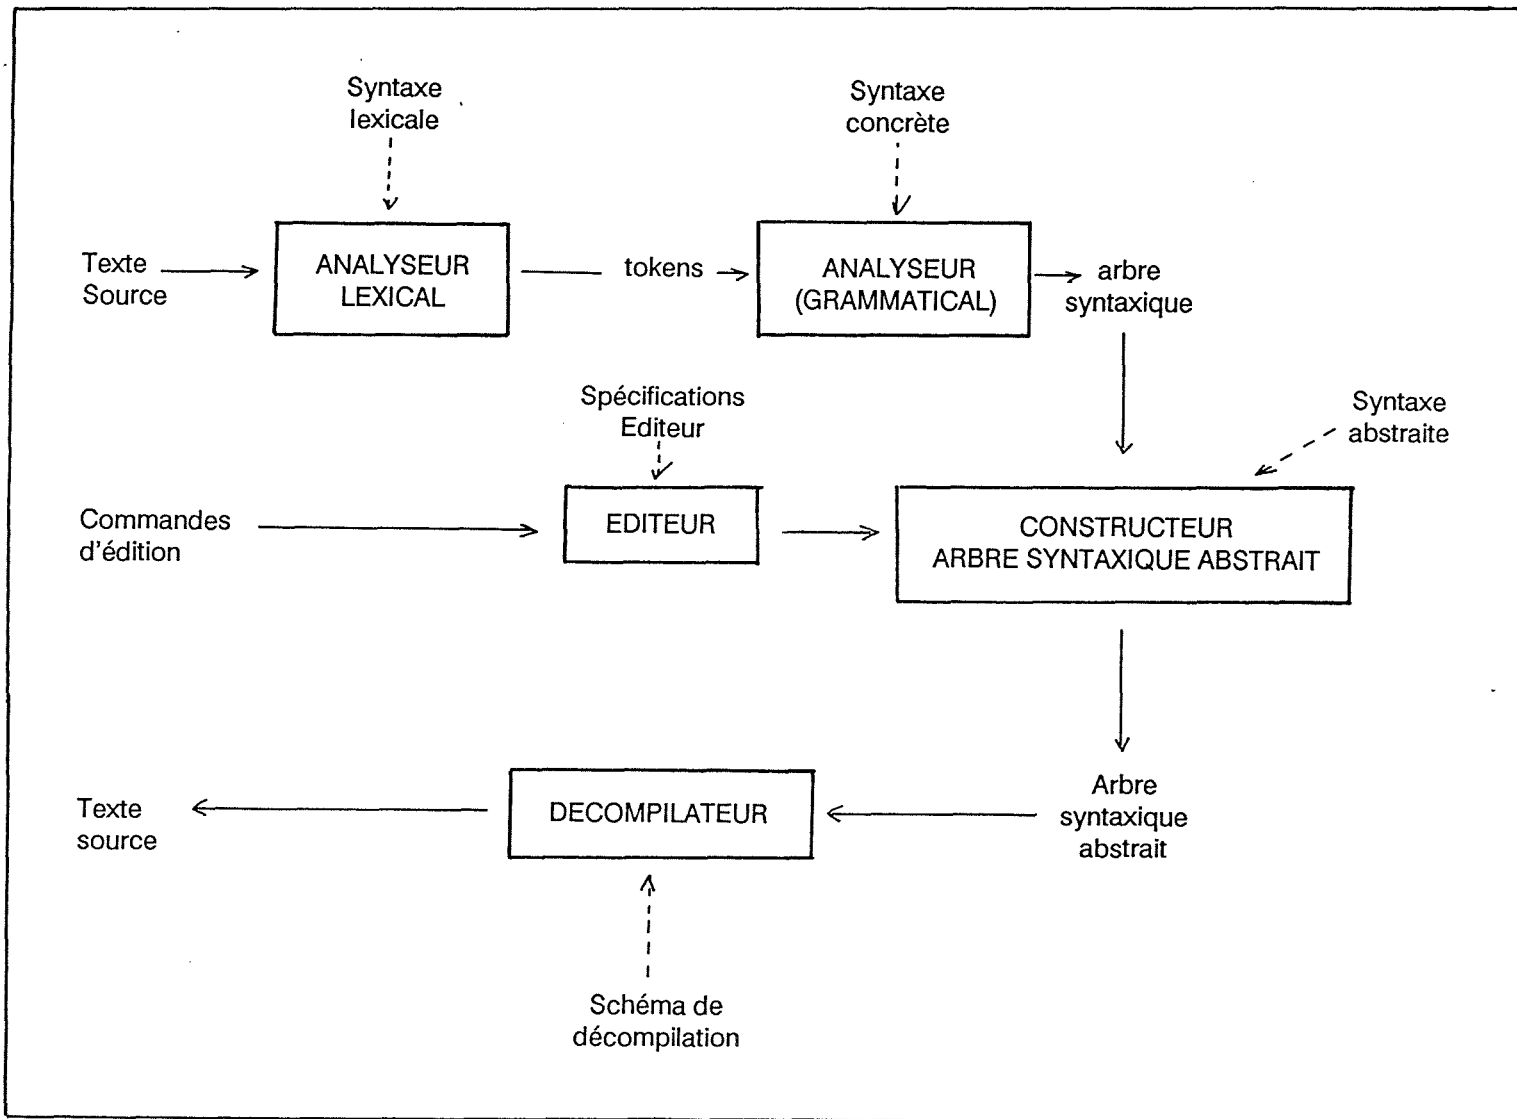 Syntaxe
lexicale
Syntaxe
concrète
Texte
Source
ANALYSEUR
LEXICAL
tokens
ANALYSEUR
(GRAMMATICAL)
arbre
syntaxique
Spécifications
Editeur
Syntaxe
abstraite
Commandes
d'édition
EDITEUR
CONSTRUCTEUR
ARBRE SYNTAXIQUE ABSTRAIT
Texte
source
DECOMPILATEUR
Arbre
syntaxique
abstrait
Schéma de
décompilation